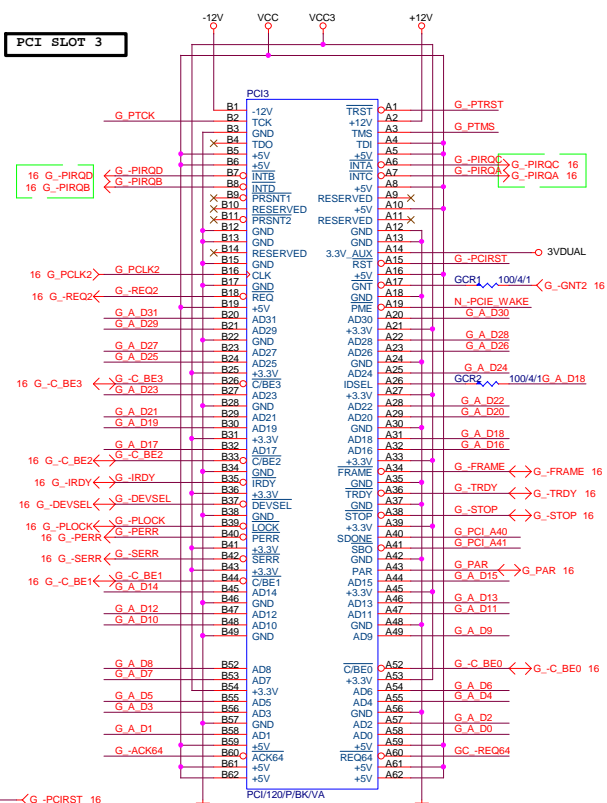 -12V VCC VCC3 +12V
PCI SLOT 3
PCI3
B1 -12V TRST A1 G_-PTRST
G_PTCK B2 TCK +12V A2
B3 GND TMS A3 G_PTMS
B4 TDO TDI A4
B5 +5V +5V A5
B6 +5V INTA A6 G_-PIRQC G_-PIRQC 16
16 G_-PIRQD G_-PIRQD B7 INTB INTC A7 G_-PIRQA G_-PIRQA 16
16 G_-PIRQB G_-PIRQB B8 INTD +5V A8
B9 PRSNT1 RESERVED A9
B10 RESERVED +5V A10
B11 PRSNT2 RESERVED A11
B12 GND GND A12
B13 GND GND A13
B14 RESERVED 3.3V_AUX A14 3VDUAL
B15 GND RST A15 G_-PCIRST
16 G_PCLK2 G_PCLK2 B16 CLK +5V A16
B17 GND GNT A17 GCR1 100/4/1 G_-GNT2 16
16 G_-REQ2 G_-REQ2 B18 REQ GND A18
B19 +5V PME A19 N_-PCIE_WAKE
G_A_D31 B20 AD31 AD30 A20 G_A_D30
G_A_D29 B21 AD29 +3.3V A21
B22 GND AD28 A22 G_A_D28
G_A_D27 B23 AD27 AD26 A23 G_A_D26
G_A_D25 B24 AD25 GND A24
B25 +3.3V AD24 A25 G_A_D24
16 G_-C_BE3 G_-C_BE3 B26 C/BE3 IDSEL A26 GCR2 100/4/1 G_A_D18
G_A_D23 B27 AD23 +3.3V A27
B28 GND AD22 A28 G_A_D22
G_A_D21 B29 AD21 AD20 A29 G_A_D20
G_A_D19 B30 AD19 GND A30
B31 +3.3V AD18 A31 G_A_D18
G_A_D17 B32 AD17 AD16 A32 G_A_D16
16 G_-C_BE2 G_-C_BE2 B33 C/BE2 +3.3V A33
B34 GND FRAME A34 G_-FRAME G_-FRAME 16
16 G_-IRDY G_-IRDY B35 IRDY GND A35
B36 +3.3V TRDY A36 G_-TRDY G_-TRDY 16
16 G_-DEVSEL G_-DEVSEL B37 DEVSEL GND A37
B38 GND STOP A38 G_-STOP G_-STOP 16
16 G_-PLOCK G_-PLOCK B39 LOCK +3.3V A39
16 G_-PERR G_-PERR B40 PERR SDONE A40 G_PCI_A40
B41 +3.3V SBO A41 G_PCI_A41
16 G_-SERR G_-SERR B42 SERR GND A42
B43 +3.3V PAR A43 G_PAR G_PAR 16
16 G_-C_BE1 G_-C_BE1 B44 C/BE1 AD15 A44 G_A_D15
G_A_D14 B45 AD14 +3.3V A45
B46 GND AD13 A46 G_A_D13
G_A_D12 B47 AD12 AD11 A47 G_A_D11
G_A_D10 B48 AD10 GND A48
B49 GND AD9 A49 G_A_D9
G_A_D8 B52 AD8 C/BE0 A52 G_-C_BE0 G_-C_BE0 16
G_A_D7 B53 AD7 +3.3V A53
B54 +3.3V AD6 A54 G_A_D6
G_A_D5 B55 AD5 AD4 A55 G_A_D4
G_A_D3 B56 AD3 GND A56
B57 GND AD2 A57 G_A_D2
G_A_D1 B58 AD1 AD0 A58 G_A_D0
B59 +5V +5V A59
G_-ACK64 B60 ACK64 REQ64 A60 GC_-REQ64
B61 +5V +5V A61
B62 +5V +5V A62
PCI/120/P/BK/VA
G_-PCIRST 16